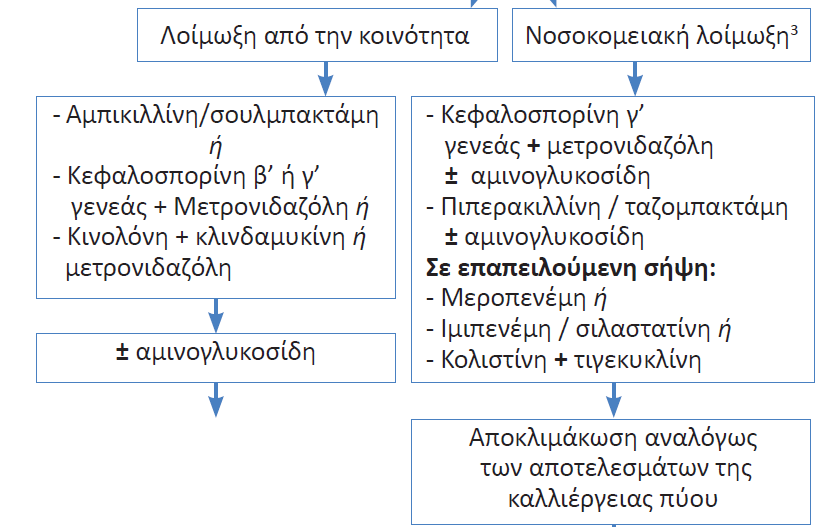 Λοίμωξη από την κοινότητα
Νοσοκομειακή λοίμωξη³
- Αμπικιλλίνη/σουλμπακτάμη
ή
- Κεφαλοσπορίνη β’ ή γ’
γενεάς + Μετρονιδαζόλη ή
- Κινολόνη + κλινδαμυκίνη ή
μετρονιδαζόλη
± αμινογλυκοσίδη
- Κεφαλοσπορίνη γ’
γενεάς + μετρονιδαζόλη
± αμινογλυκοσίδη
- Πιπερακιλλίνη / ταζομπακτάμη
± αμινογλυκοσίδη
Σε επαπειλούμενη σήψη:
- Μεροπενέμη ή
- Ιμιπενέμη / σιλαστατίνη ή
- Κολιστίνη + τιγεκυκλίνη
Αποκλιμάκωση αναλόγως
των αποτελεσμάτων της
καλλιέργειας πύου